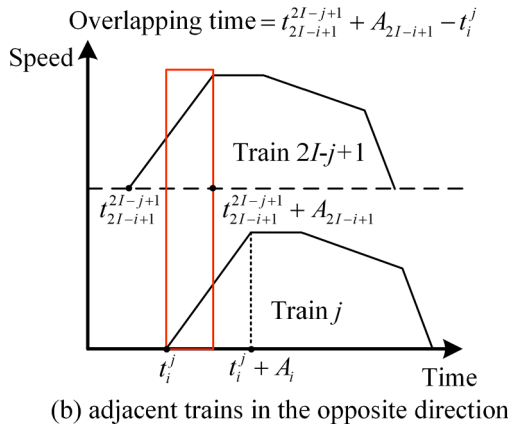 Overlapping time = t_{2I-i+1}^{2I-j+1} + A_{2I-i+1} - t_i^j
Speed
Train 2I-j+1
t_{2I-i+1}^{2I-j+1} t_{2I-i+1}^{2I-j+1} + A_{2I-i+1}
Train j
t_i^j t_i^j + A_i
Time
(b) adjacent trains in the opposite direction